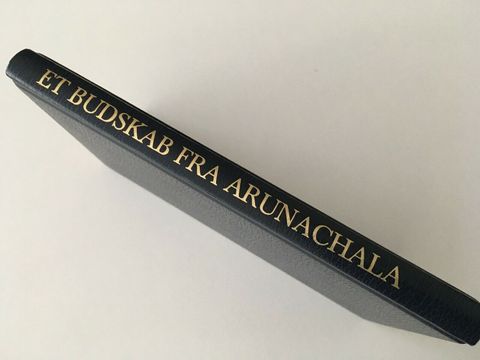 ET BUDSKAB FRA ARUNACHALA